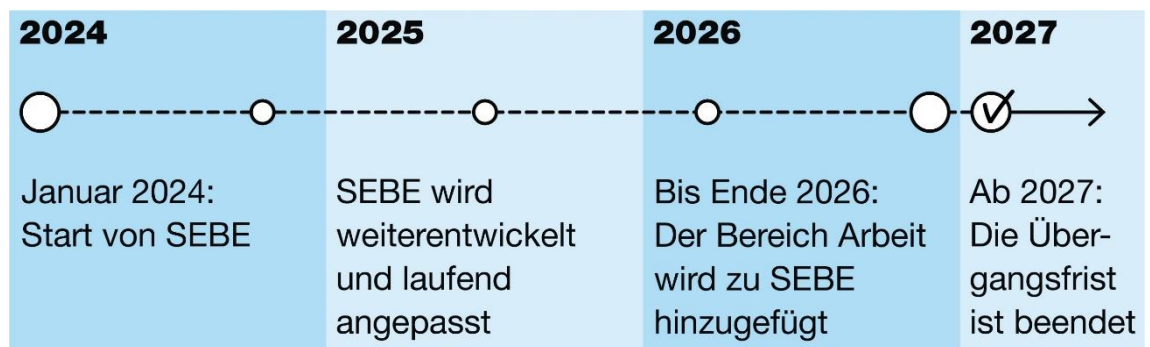 2024
2025
2026
2027
Januar 2024:
Start von SEBE
SEBE wird
weiterentwickelt
und laufend
angepasst
Bis Ende 2026:
Der Bereich Arbeit
wird zu SEBE
hinzugefügt
Ab 2027:
Die Über-
gangsfrist
ist beendet